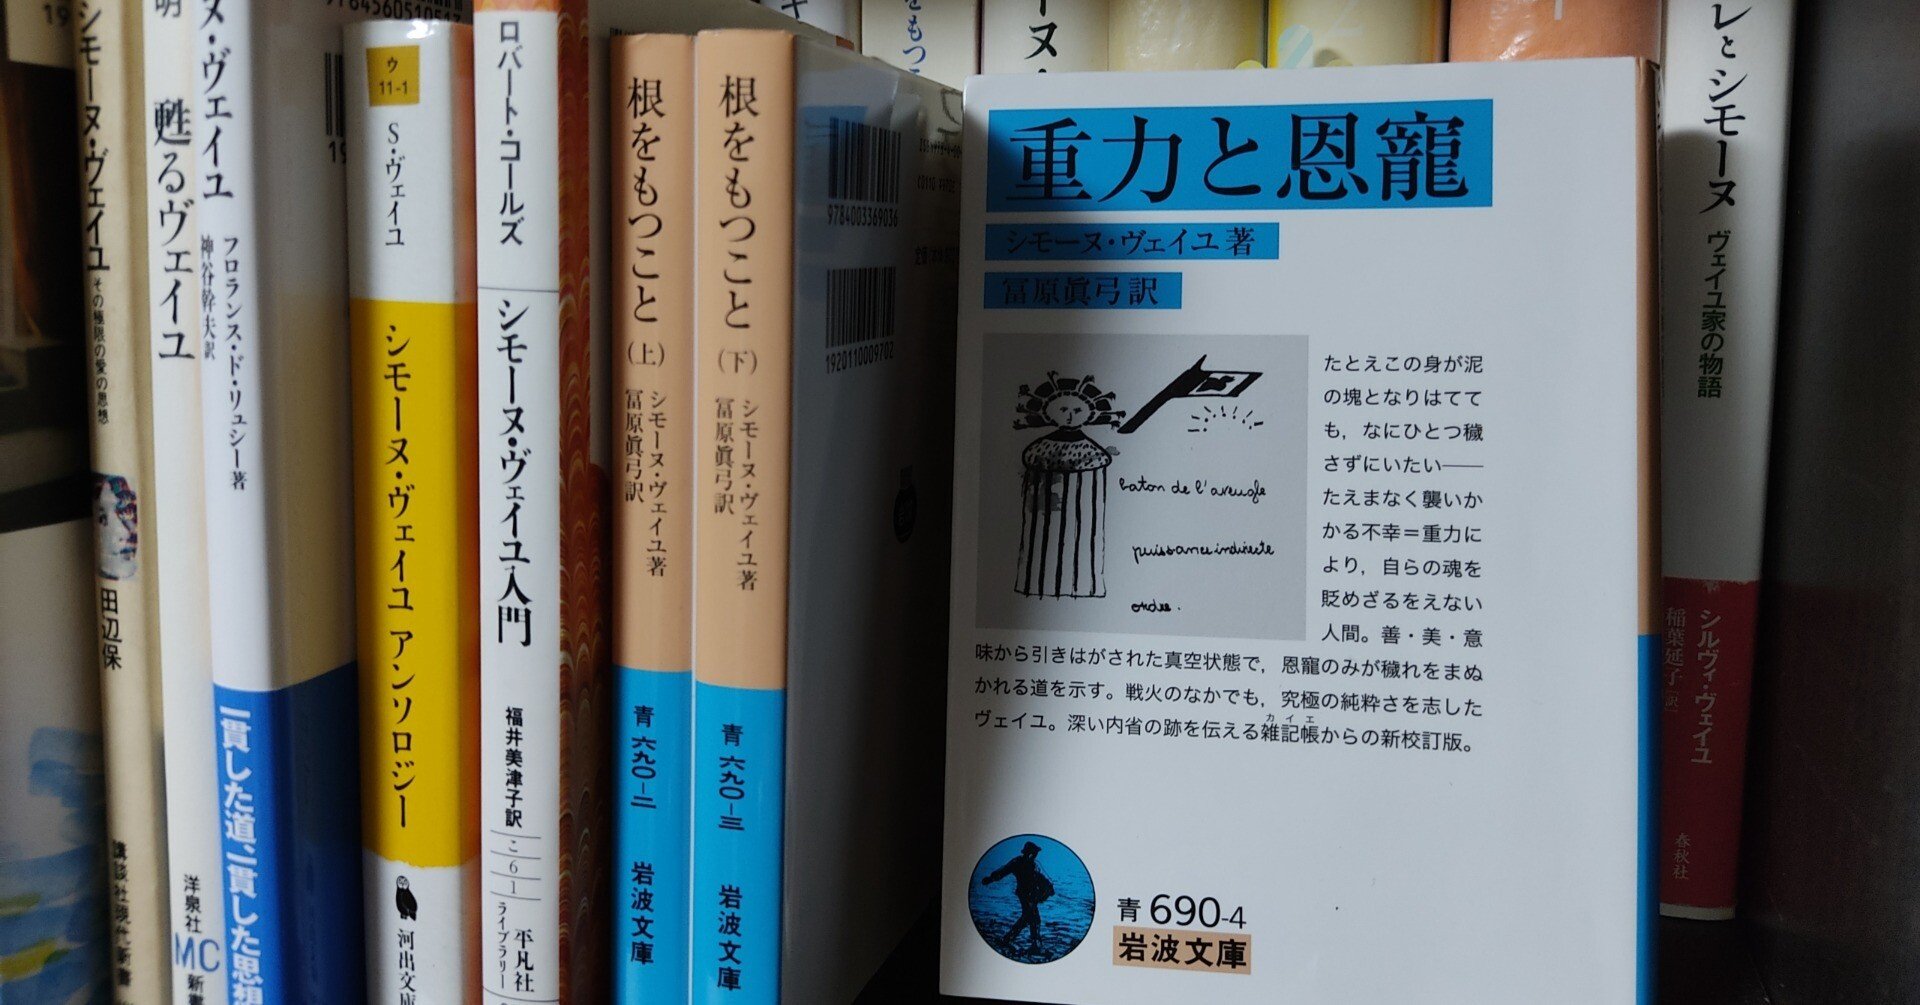 シモーヌ・ヴェイユ その極限の愛の思想
田辺保
講談社現代新書
明
甦るヴェイユ
洋泉社
MC
新書
ヌ・ヴェイユ
フロランス・ド・リュシー著
神谷幹夫訳
一貫した道、一貫した思想
9784560510517
ウ
11-1
S・ヴェイユ
シモーヌ・ヴェイユ アンソロジー
河出文庫
ロバート・コールズ
シモーヌ・ヴェイユ入門
福井美津子訳
こ
6
1
平凡社
ライブラリー
根をもつこと(上)
シモーヌ・ヴェイユ著
冨原眞弓訳
青 六九〇-二
岩波文庫
根をもつこと(下)
シモーヌ・ヴェイユ著
冨原眞弓訳
青 六九〇-三
岩波文庫
9784003369036
1920110009702
をもつこ
ーヌ・
重力と恩寵
シモーヌ・ヴェイユ著
冨原眞弓訳
baton de l'aveugle
puissance indirecte
ordre.
たとえこの身が泥
の塊となりはてて
も，なにひとつ穢
さずにいたい──
たえまなく襲いか
かる不幸＝重力に
より，自らの魂を
貶めざるをえない
人間。善・美・意
味から引きはがされた真空状態で，恩寵のみが穢れをまぬ
かれる道を示す。戦火のなかでも，究極の純粋さを志した
カイエ
ヴェイユ。深い内省の跡を伝える雑記帳からの新校訂版。
青 690-4
岩波文庫
レとシモーヌ ヴェイユ家の物語
シルヴィ・ヴェイユ
稲葉延子 訳
春秋社